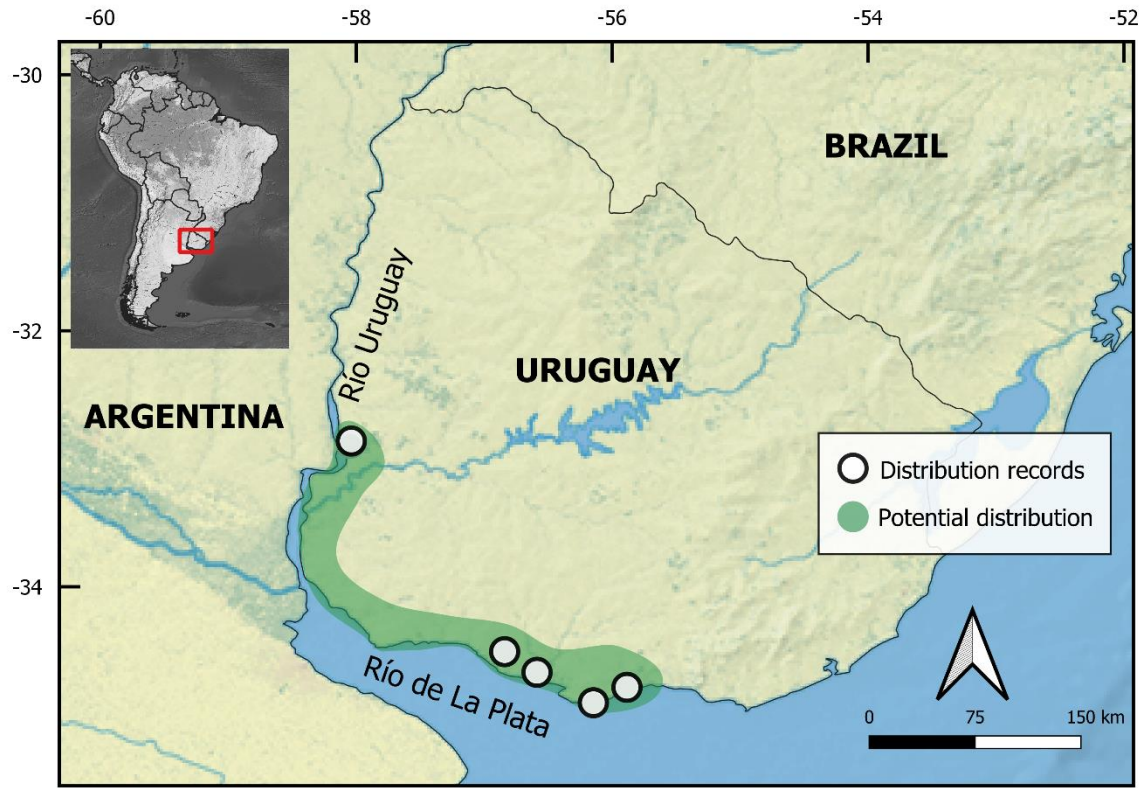 -60
-58
-56
-54
-52
-30
BRAZIL
Río Uruguay
-32
URUGUAY
ARGENTINA
Distribution records
Potential distribution
-34
Río de La Plata
0
75
150 km